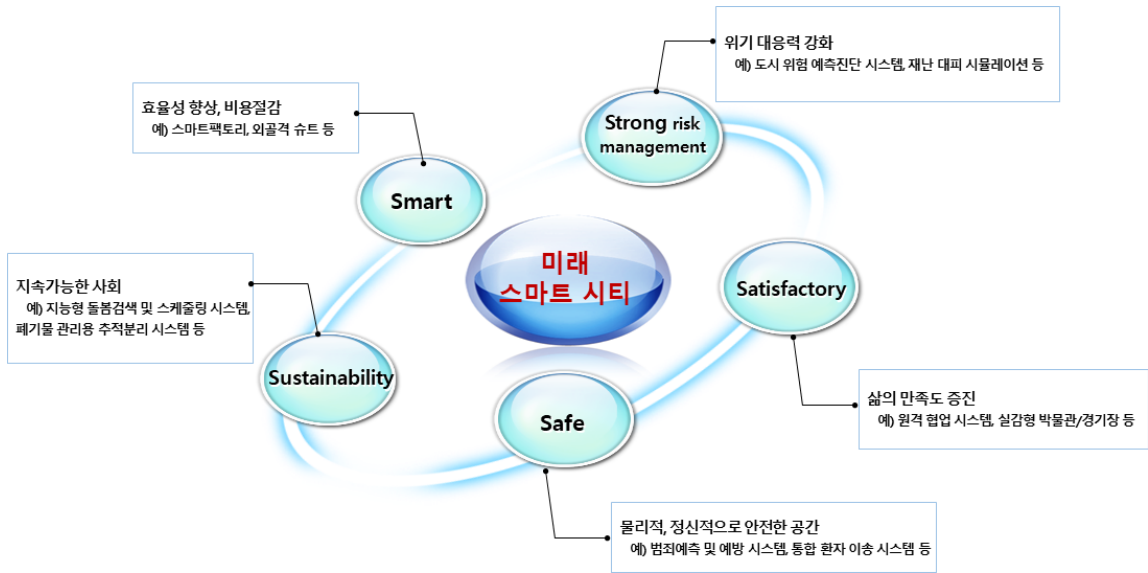 위기 대응력 강화
예) 도시 위험 예측진단 시스템, 재난 대피 시뮬레이션 등
효율성 향상, 비용절감
예) 스마트팩토리, 외골격 슈트 등
Strong risk
management
Smart
미래
스마트 시티
지속가능한 사회
예) 지능형 돌봄검색 및 스케줄링 시스템,
폐기물 관리용 추적분리 시스템 등
Satisfactory
Sustainability
삶의 만족도 증진
예) 원격 협업 시스템, 실감형 박물관/경기장 등
Safe
물리적, 정신적으로 안전한 공간
예) 범죄예측 및 예방 시스템, 통합 환자 이송 시스템 등